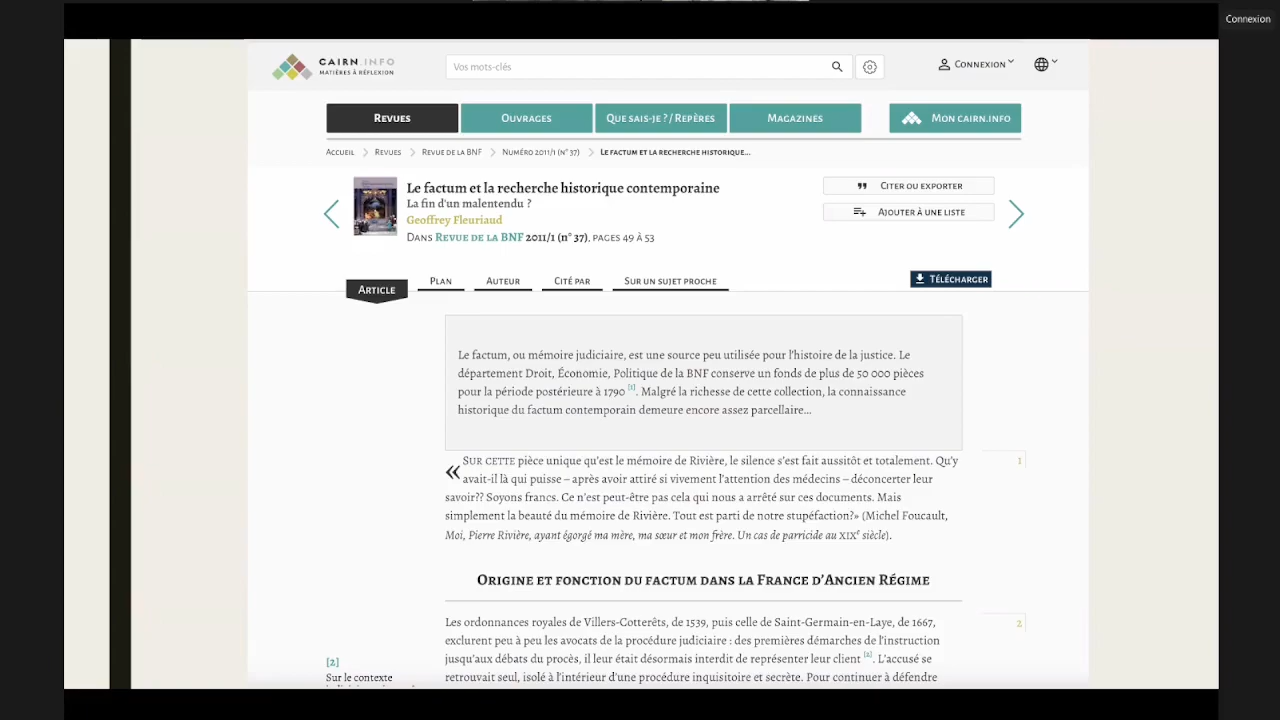 Connexion
CAIRN.INFO
MATIÈRES À RÉFLEXION
Vos mots-clés
Connexion
Revues
Ouvrages
Que sais-je ? / Repères
Magazines
Mon cairn.info
Accueil
Revues
Revue de la BNF
Numéro 2011/1 (n° 37)
Le factum et la recherche historique...
Le factum et la recherche historique contemporaine
La fin d'un malentendu ?
Geoffrey Fleuriaud
Dans Revue de la BNF 2011/1 (n° 37), pages 49 à 53
Citer ou exporter
Ajouter à une liste
Article
Plan
Auteur
Cité par
Sur un sujet proche
Télécharger
Le factum, ou mémoire judiciaire, est une source peu utilisée pour l'histoire de la justice. Le
département Droit, Économie, Politique de la BNF conserve un fonds de plus de 50 000 pièces
pour la période postérieure à 1790 [1]. Malgré la richesse de cette collection, la connaissance
historique du factum contemporain demeure encore assez parcellaire...
« Sur cette pièce unique qu'est le mémoire de Rivière, le silence s'est fait aussitôt et totalement. Qu'y
avait-il là qui puisse – après avoir attiré si vivement l'attention des médecins – déconcerter leur
savoir?? Soyons francs. Ce n'est peut-être pas cela qui nous a arrêté sur ces documents. Mais
simplement la beauté du mémoire de Rivière. Tout est parti de notre stupéfaction?» (Michel Foucault,
Moi, Pierre Rivière, ayant égorgé ma mère, ma sœur et mon frère. Un cas de parricide au XIXe siècle).
1
Origine et fonction du factum dans la France d'Ancien Régime
Les ordonnances royales de Villers-Cotterêts, de 1539, puis celle de Saint-Germain-en-Laye, de 1667,
exclurent peu à peu les avocats de la procédure judiciaire : des premières démarches de l'instruction
jusqu'aux débats du procès, il leur était désormais interdit de représenter leur client [2]. L'accusé se
retrouvait seul, isolé à l'intérieur d'une procédure inquisitoire et secrète. Pour continuer à défendre
2
[2]
Sur le contexte